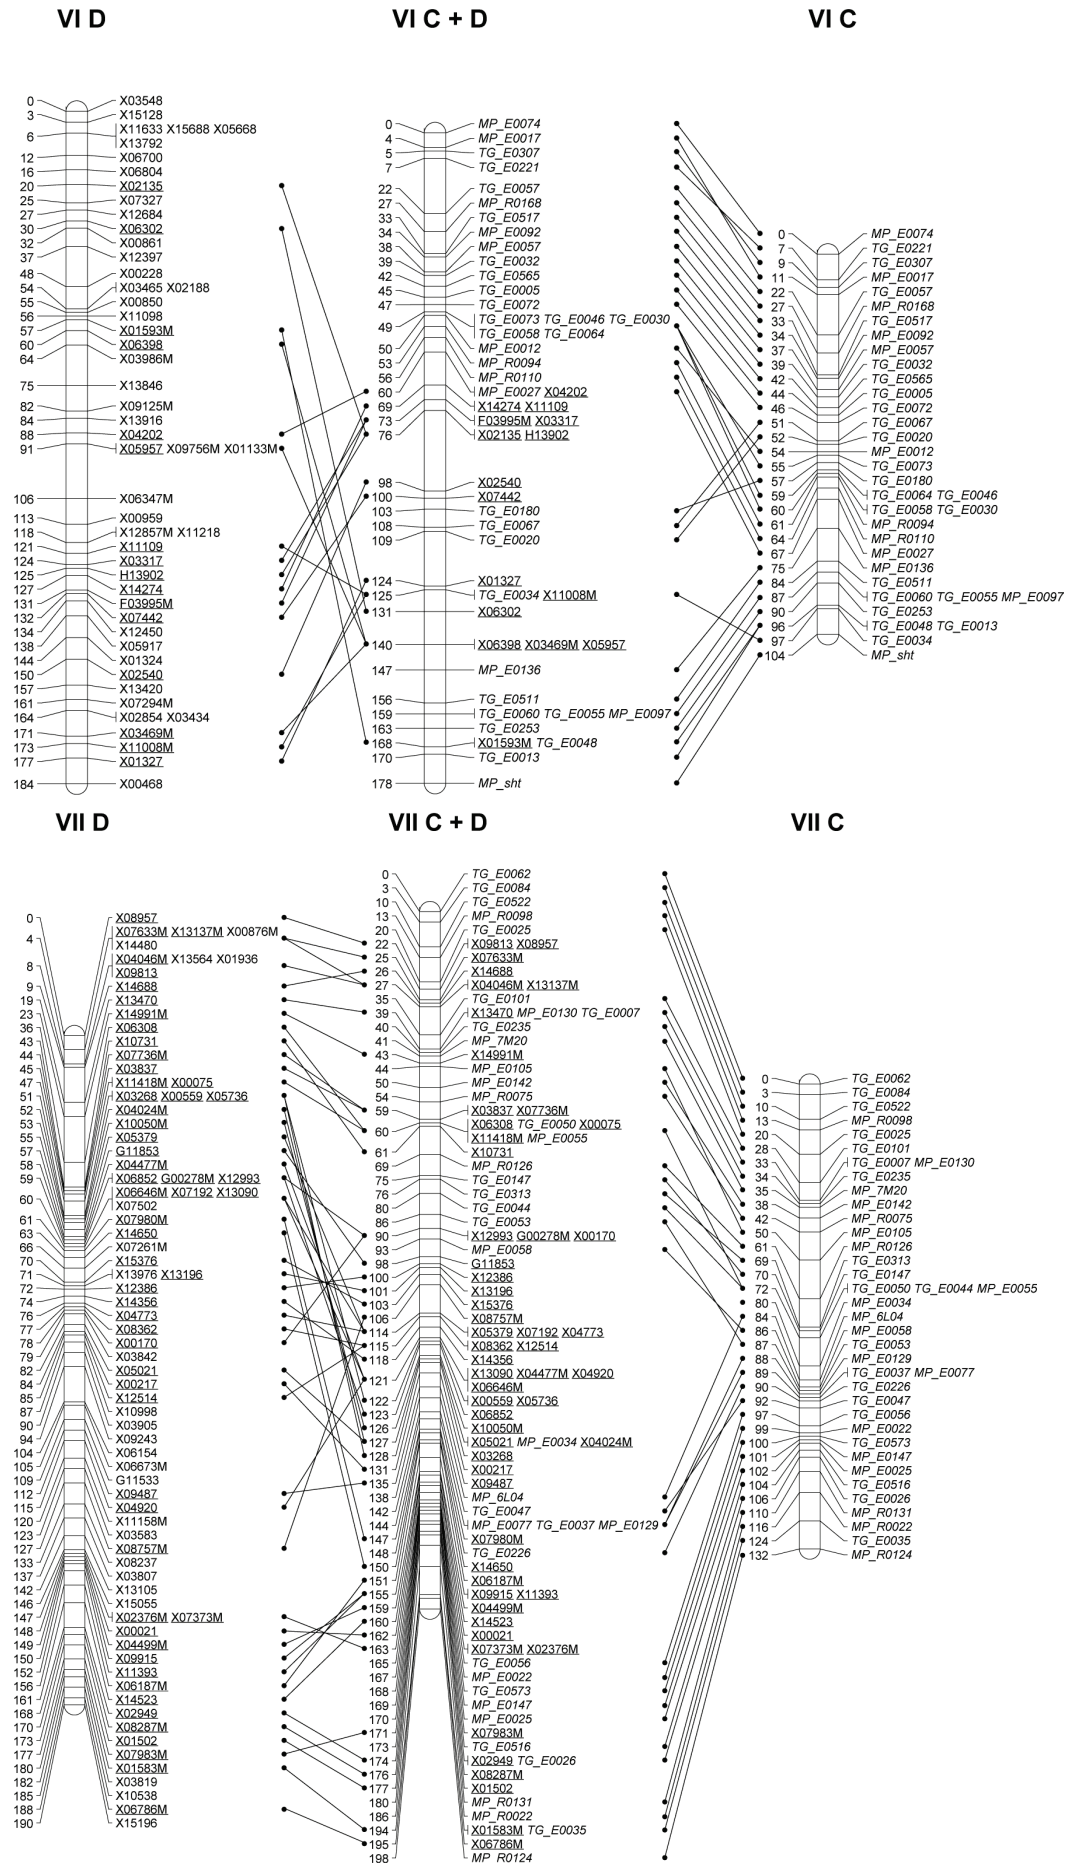 VI D
0 X03548
3 X15128
6 X11633 X15688 X05668
X13792
12 X06700
16 X06804
20 X02135
25 X07327
27 X12684
30 X06302
32 X00861
37 X12397
48 X00228
54 X03465 X02188
55 X00850
56 X11098
57 X01593M
60 X06398
64 X03986M
75 X13846
82 X09125M
84 X13916
88 X04202
91 X05957 X09756M X01133M
106 X06347M
113 X00959
118 X12857M X11218
121 X11109
124 X03317
125 H13902
127 X14274
131 F03995M
132 X07442
134 X12450
138 X05917
144 X01324
150 X02540
157 X13420
161 X07294M
164 X02854 X03434
171 X03469M
173 X11008M
177 X01327
184 X00468
VI C + D
0 MP_E0074
4 MP_E0017
5 TG_E0307
7 TG_E0221
22 TG_E0057
27 MP_R0168
33 TG_E0517
34 MP_E0092
38 MP_E0057
39 TG_E0032
42 TG_E0565
45 TG_E0005
47 TG_E0072
49 TG_E0073 TG_E0046 TG_E0030
TG_E0058 TG_E0064
50 MP_E0012
53 MP_R0094
56 MP_R0110
60 MP_E0027 X04202
69 X14274 X11109
73 F03995M X03317
76 X02135 H13902
98 X02540
100 X07442
103 TG_E0180
108 TG_E0067
109 TG_E0020
124 X01327
125 TG_E0034 X11008M
131 X06302
140 X06398 X03469M X05957
147 MP_E0136
156 TG_E0511
159 TG_E0060 TG_E0055 MP_E0097
163 TG_E0253
168 X01593M TG_E0048
170 TG_E0013
178 MP_sht
VI C
0 MP_E0074
7 TG_E0221
9 TG_E0307
11 MP_E0017
22 TG_E0057
27 MP_R0168
33 TG_E0517
34 MP_E0092
37 MP_E0057
39 TG_E0032
42 TG_E0565
44 TG_E0005
46 TG_E0072
51 TG_E0067
52 TG_E0020
54 MP_E0012
55 TG_E0073
57 TG_E0180
59 TG_E0064 TG_E0046
60 TG_E0058 TG_E0030
61 MP_R0094
64 MP_R0110
67 MP_E0027
75 MP_E0136
84 TG_E0511
87 TG_E0060 TG_E0055 MP_E0097
90 TG_E0253
96 TG_E0048 TG_E0013
97 TG_E0034
104 MP_sht
VII D
0 X08957
4 X07633M X13137M X00876M
X14480
8 X04046M X13564 X01936
X09813
9 X14688
19 X13470
23 X14991M
36 X06308
43 X10731
44 X07736M
45 X03837
47 X11418M X00075
51 X03268 X00559 X05736
52 X04024M
53 X10050M
55 X05379
57 G11853
58 X04477M
59 X06852 G00278M X12993
60 X06646M X07192 X13090
X07502
61 X07980M
63 X14650
66 X07261M
70 X15376
71 X13976 X13196
72 X12386
74 X14356
76 X04773
77 X08362
78 X00170
79 X03842
82 X05021
84 X00217
85 X12514
87 X10998
90 X03905
94 X09243
104 X06154
105 X06673M
109 G11533
112 X09487
115 X04920
120 X11158M
123 X03583
127 X08757M
133 X08237
137 X03807
142 X13105
146 X15055
147 X02376M X07373M
148 X00021
149 X04499M
150 X09915
152 X11393
156 X06187M
161 X14523
168 X02949
170 X08287M
173 X01502
177 X07983M
180 X01583M
182 X03819
185 X10538
188 X06786M
190 X15196
VII C + D
0 TG_E0062
3 TG_E0084
10 TG_E0522
13 MP_R0098
20 TG_E0025
22 X09813 X08957
25 X07633M
26 X14688
27 X04046M X13137M
35 TG_E0101
39 X13470 MP_E0130 TG_E0007
40 TG_E0235
41 MP_7M20
43 X14991M
44 MP_E0105
50 MP_E0142
54 MP_R0075
59 X03837 X07736M
60 X06308 TG_E0050 X00075
X11418M MP_E0055
61 X10731
69 MP_R0126
75 TG_E0147
76 TG_E0313
80 TG_E0044
86 TG_E0053
90 X12993 G00278M X00170
93 MP_E0058
98 G11853
100 X12386
101 X13196
103 X15376
106 X08757M
114 X05379 X07192 X04773
115 X08362 X12514
118 X14356
121 X13090 X04477M X04920
X06646M
122 X00559 X05736
123 X06852
126 X10050M
127 X05021 MP_E0034 X04024M
128 X03268
131 X00217
135 X09487
138 MP_6L04
142 TG_E0047
144 MP_E0077 TG_E0037 MP_E0129
147 X07980M
148 TG_E0226
150 X14650
151 X06187M
155 X09915 X11393
159 X04499M
160 X14523
162 X00021
163 X07373M X02376M
165 TG_E0056
167 MP_E0022
168 TG_E0573
169 MP_E0147
170 MP_E0025
171 X07983M
173 TG_E0516
174 X02949 TG_E0026
176 X08287M
177 X01502
180 MP_R0131
186 MP_R0022
194 X01583M TG_E0035
195 X06786M
198 MP_R0124
VII C
0 TG_E0062
3 TG_E0084
10 TG_E0522
13 MP_R0098
20 TG_E0025
28 TG_E0101
33 TG_E0007 MP_E0130
34 TG_E0235
35 MP_7M20
38 MP_E0142
42 MP_R0075
50 MP_E0105
61 MP_R0126
69 TG_E0313
70 TG_E0147
72 TG_E0050 TG_E0044 MP_E0055
80 MP_E0034
84 MP_6L04
86 MP_E0058
87 TG_E0053
88 MP_E0129
89 TG_E0037 MP_E0077
90 TG_E0226
92 TG_E0047
97 TG_E0056
99 MP_E0022
100 TG_E0573
101 MP_E0147
102 MP_E0025
104 TG_E0516
106 TG_E0026
110 MP_R0131
116 MP_R0022
124 TG_E0035
132 MP_R0124